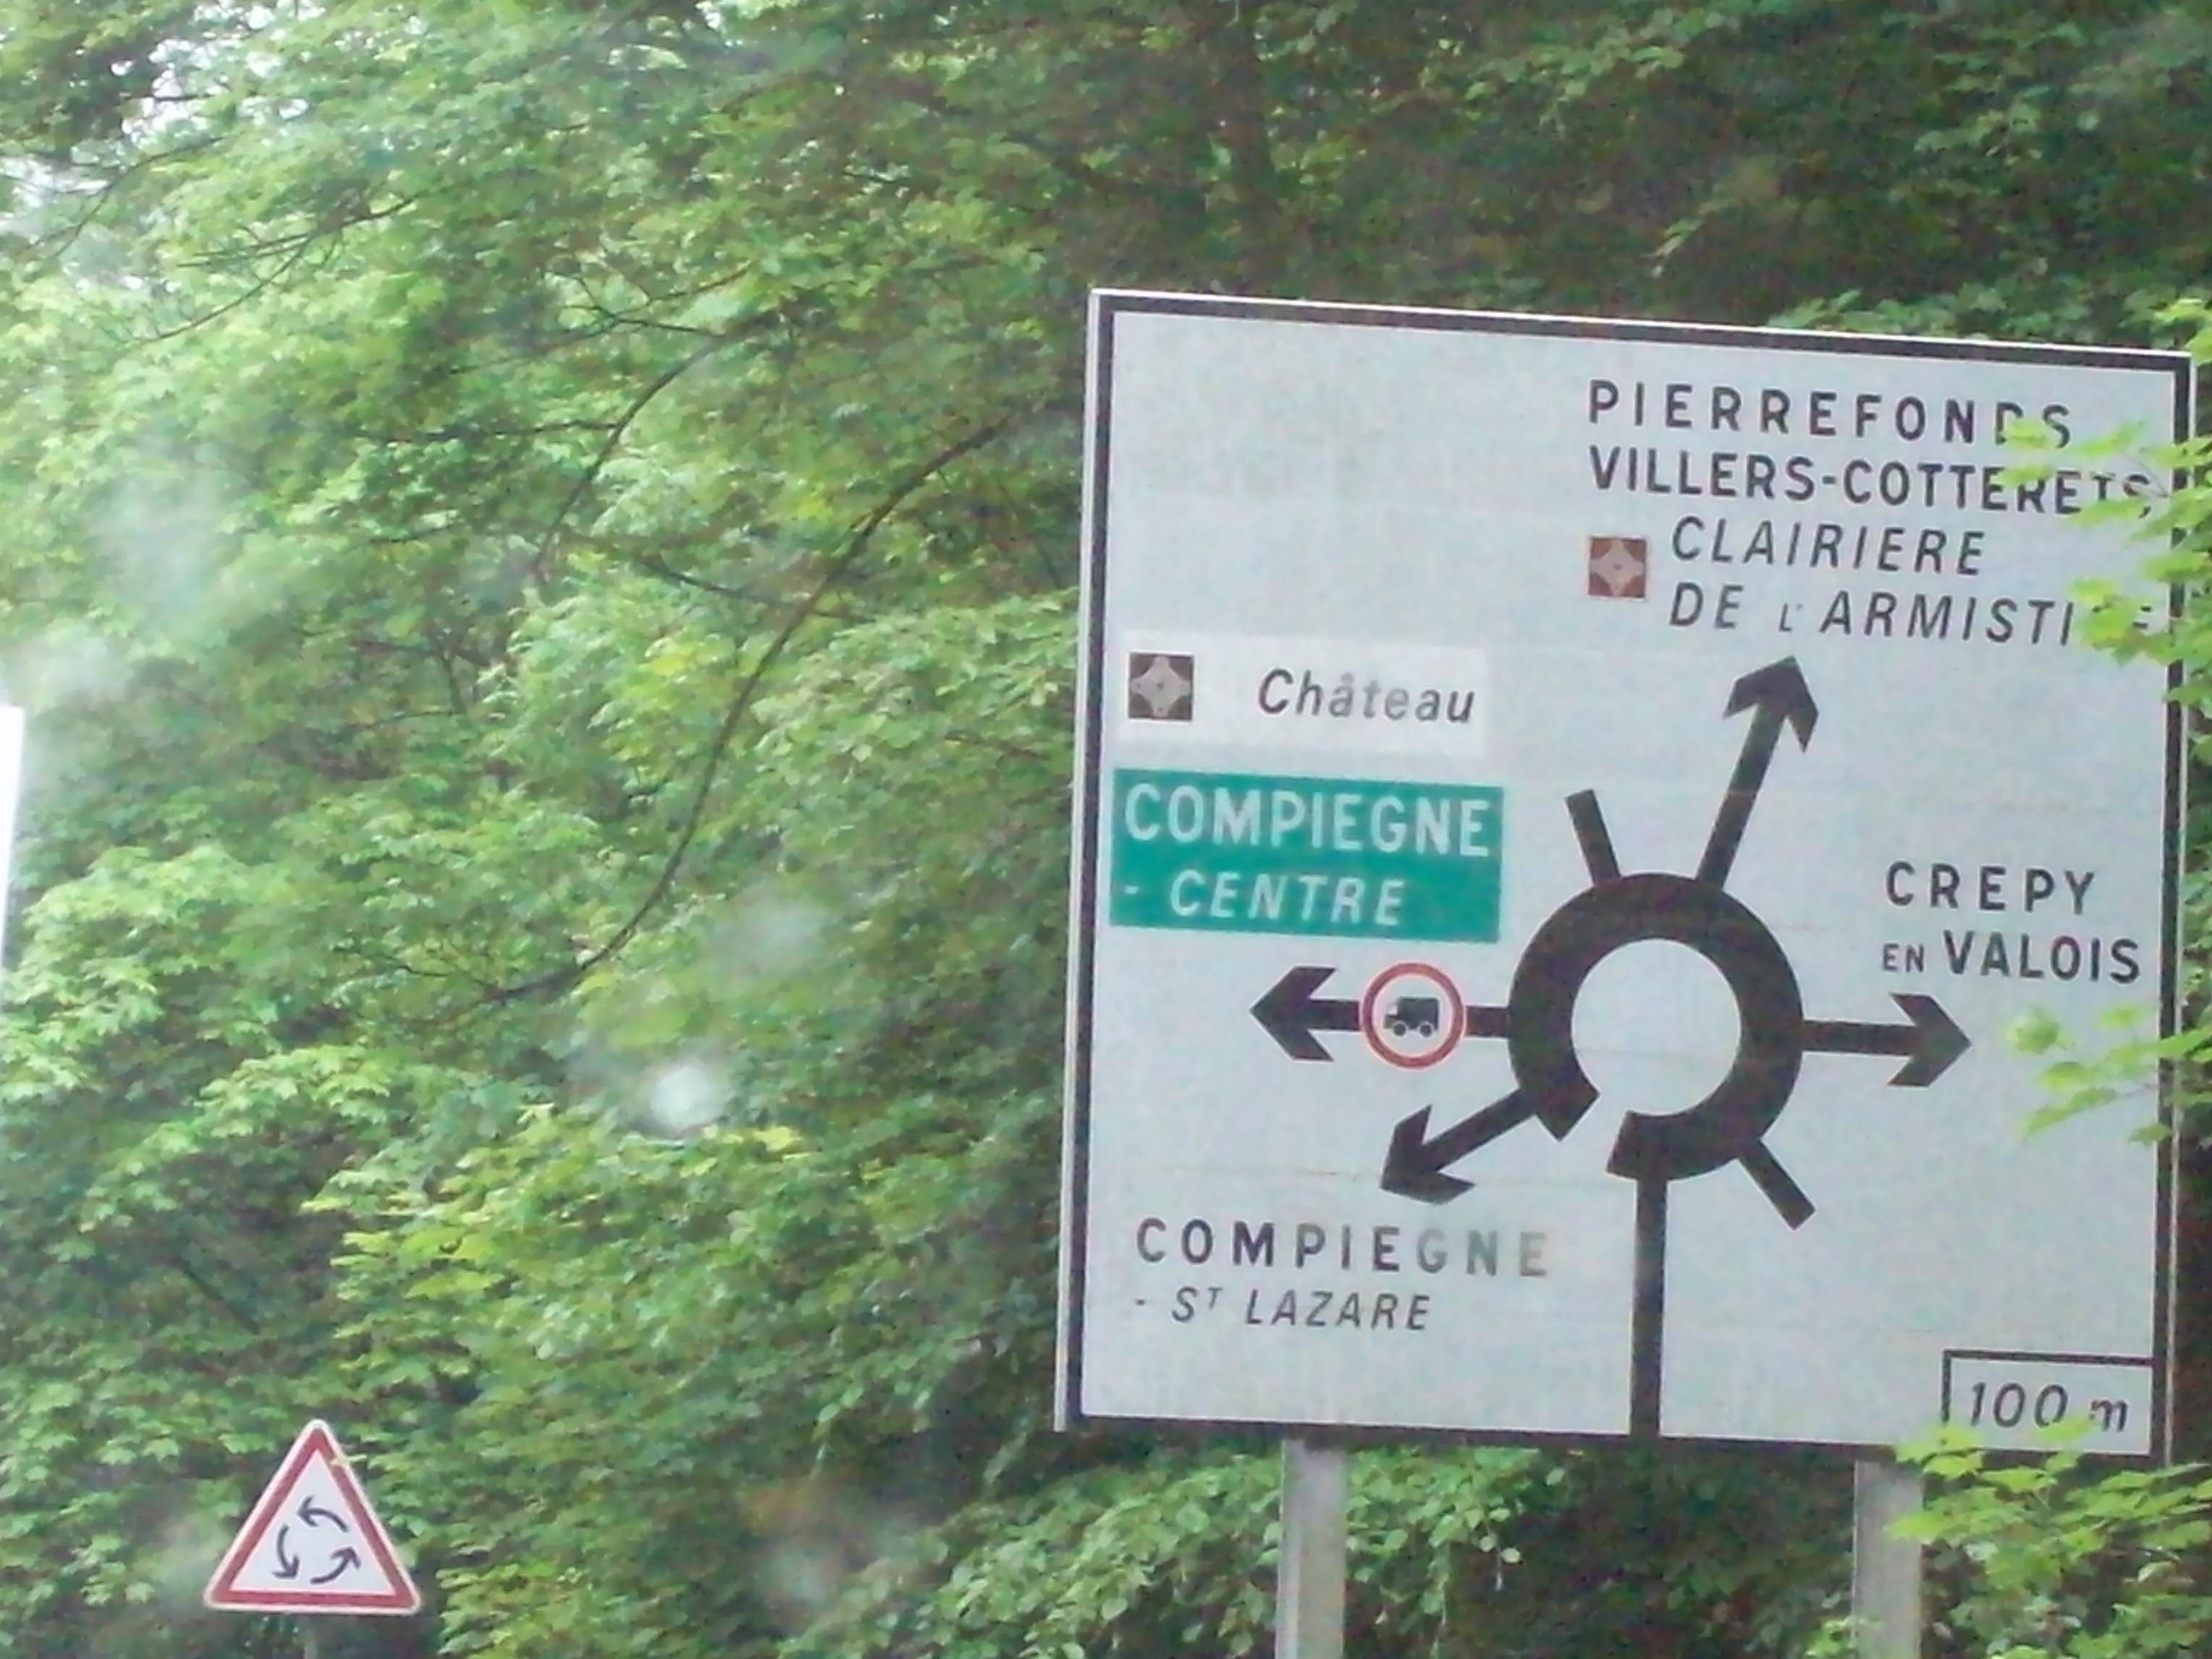 PIERREFONDS
VILLERS-COTTERETS
CLAIRIERE
DE L'ARMISTICE
Château
COMPIEGNE
- CENTRE
CREPY
EN VALOIS
COMPIEGNE
- ST LAZARE
100 m